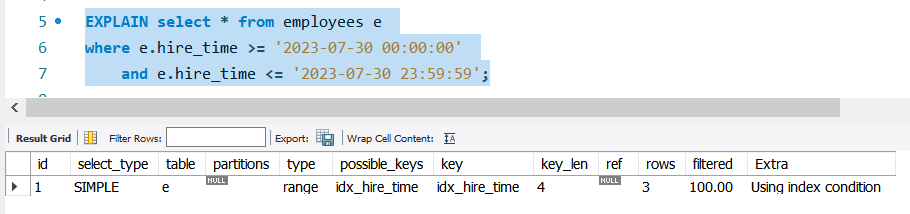 5 EXPLAIN select * from employees e
6 where e.hire_time >= '2023-07-30 00:00:00'
7 and e.hire_time <= '2023-07-30 23:59:59';
Result Grid Filter Rows: Export: Wrap Cell Content: IA
id select_type table partitions type possible_keys key key_len ref rows filtered Extra
1 SIMPLE e NULL range idx_hire_time idx_hire_time 4 NULL 3 100.00 Using index condition